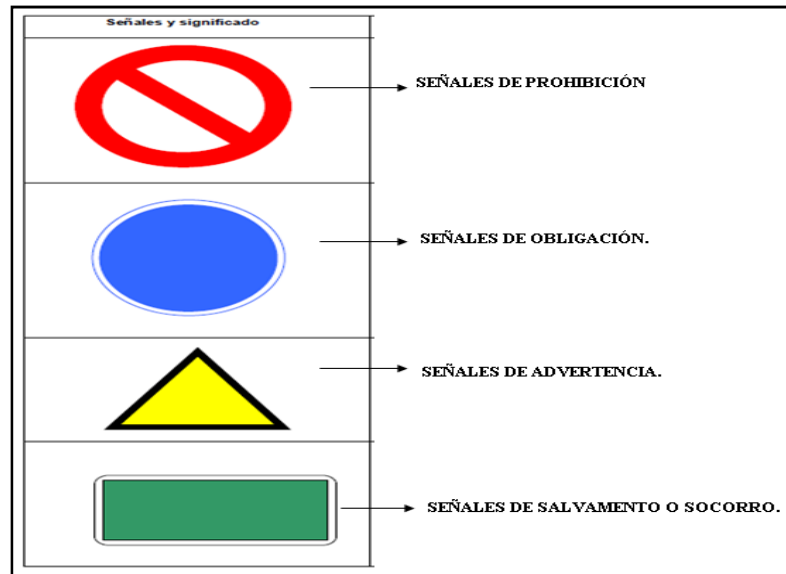 Señales y significado
SEÑALES DE PROHIBICIÓN
SEÑALES DE OBLIGACIÓN.
SEÑALES DE ADVERTENCIA.
SEÑALES DE SALVAMENTO O SOCORRO.